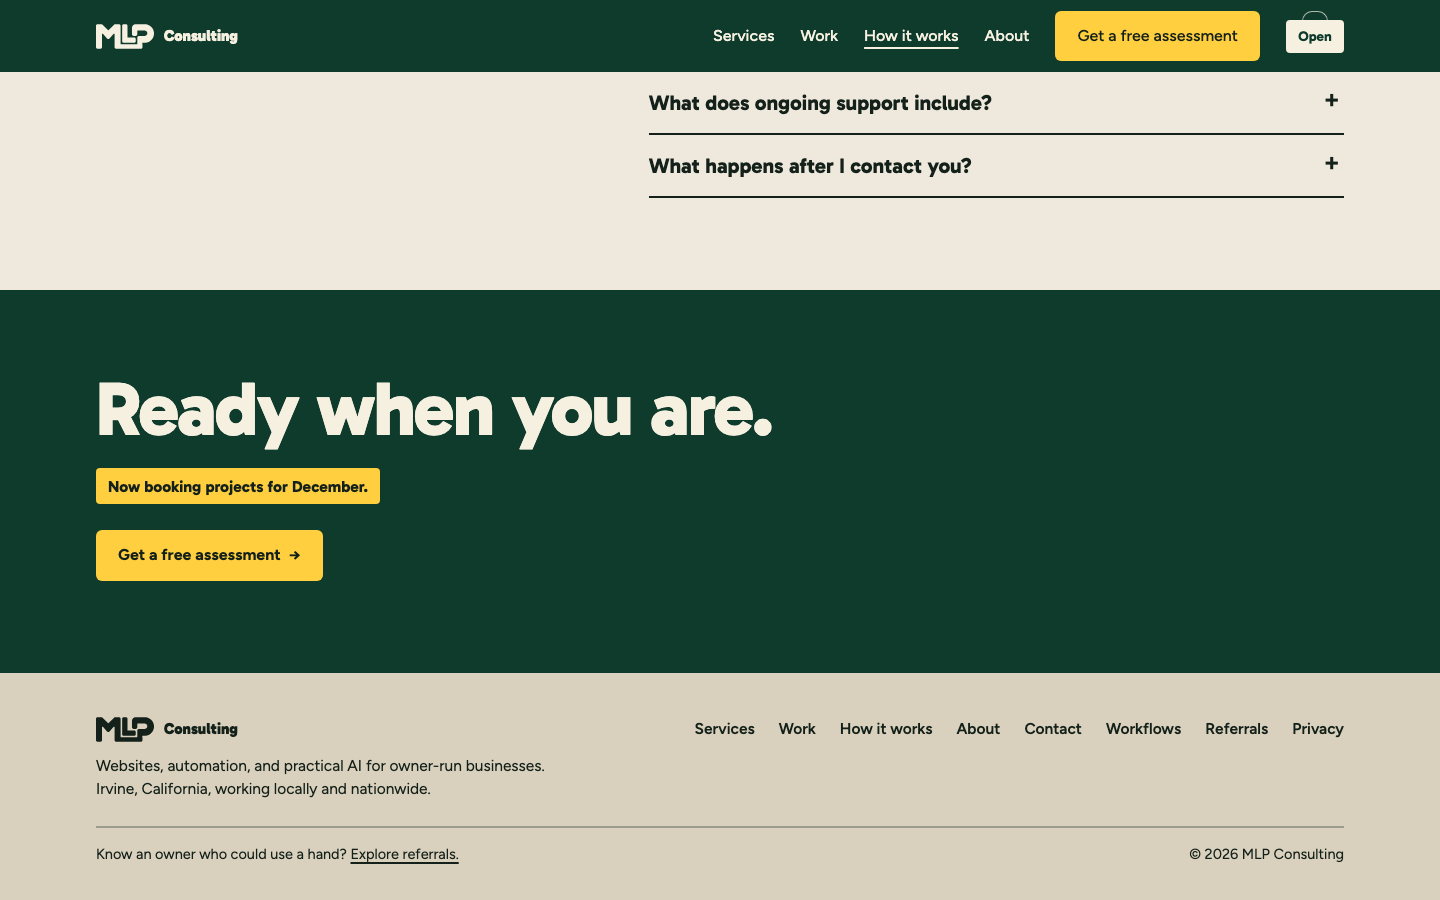 MLP Consulting
Services Work How it works About Get a free assessment Open
What does ongoing support include? +
What happens after I contact you? +
Ready when you are.
Now booking projects for December.
Get a free assessment →
MLP Consulting
Services Work How it works About Contact Workflows Referrals Privacy
Websites, automation, and practical AI for owner-run businesses.
Irvine, California, working locally and nationwide.
Know an owner who could use a hand? Explore referrals.
© 2026 MLP Consulting